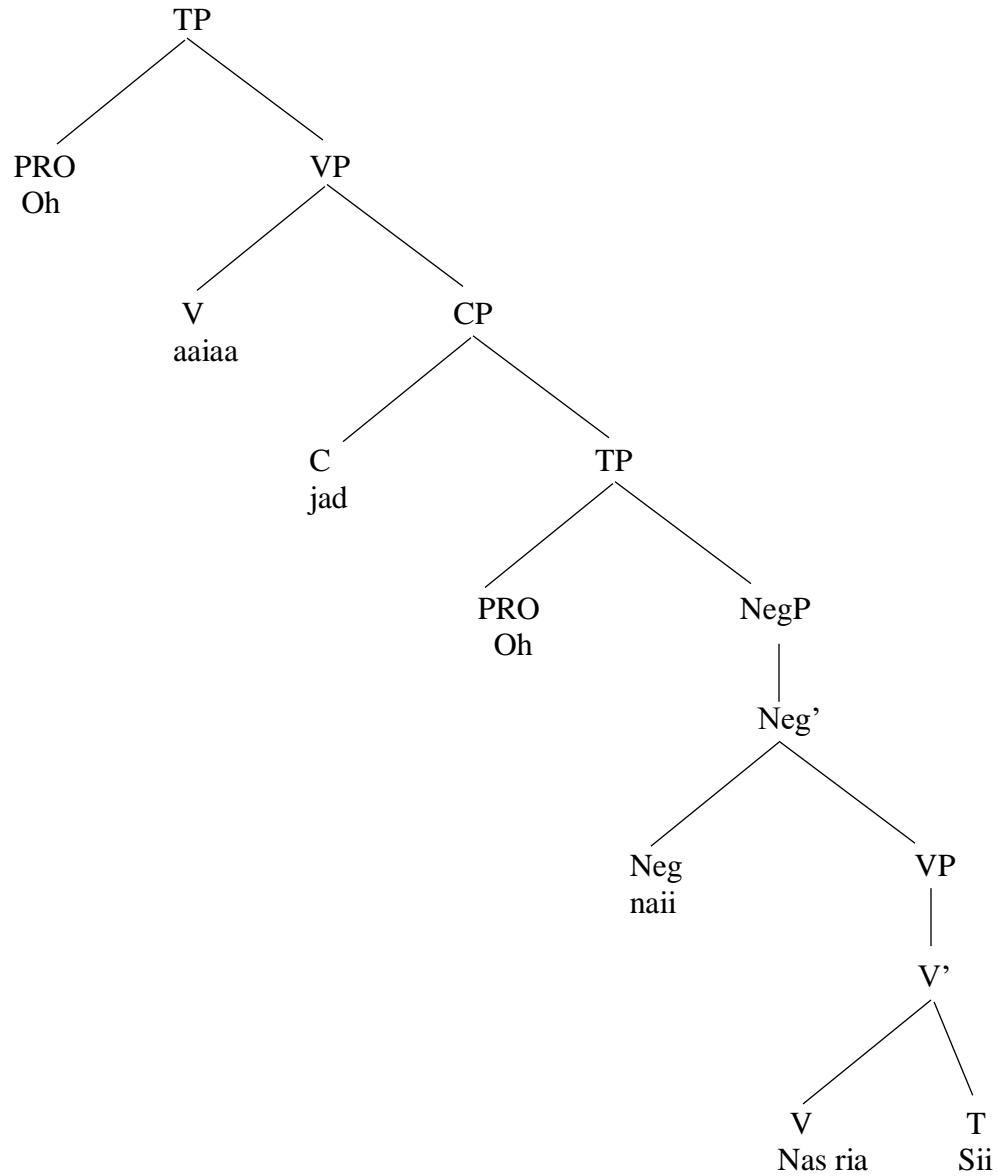 TP
PRO VP
Oh
V CP
aaiaa
C TP
jad
PRO NegP
Oh
Neg’
Neg VP
naii
V’
V T
Nas ria Sii